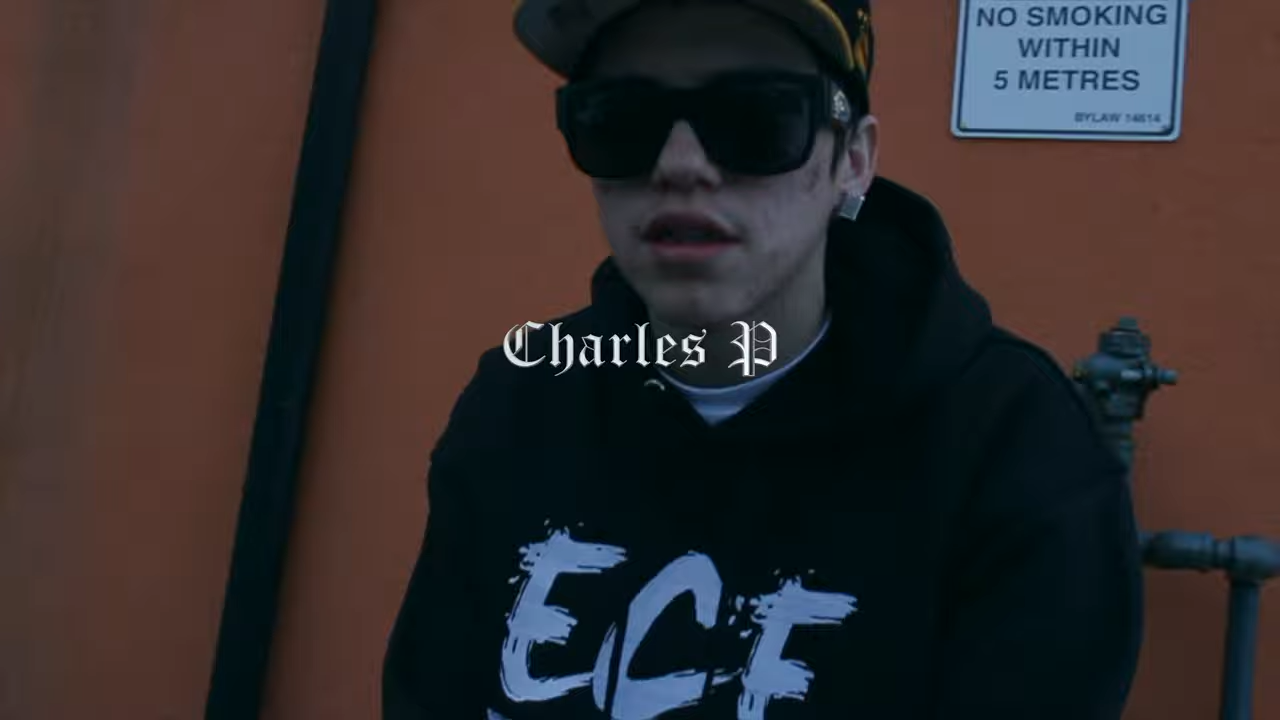 NO SMOKING
WITHIN
5 METRES
BYLAW 14614
Charles P
ECF